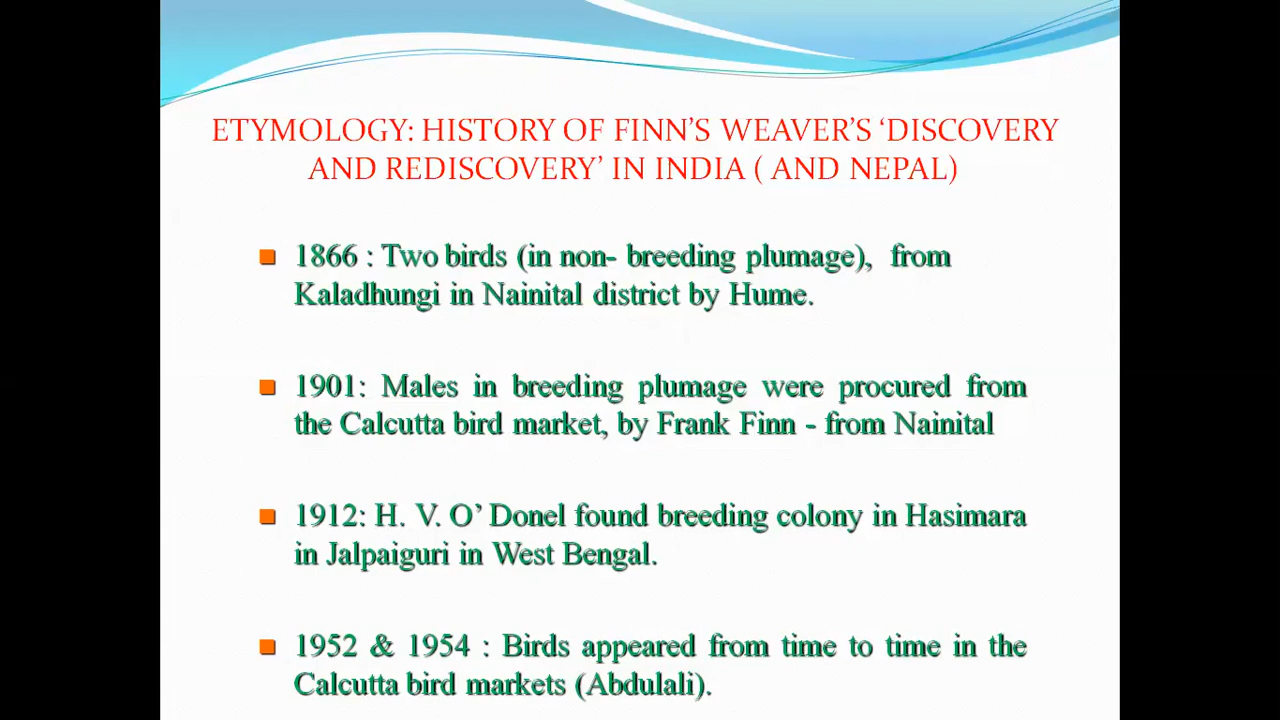 ETYMOLOGY: HISTORY OF FINN'S WEAVER'S ‘DISCOVERY
AND REDISCOVERY’ IN INDIA ( AND NEPAL)
1866 : Two birds (in non- breeding plumage), from
Kaladhungi in Nainital district by Hume.
1901: Males in breeding plumage were procured from
the Calcutta bird market, by Frank Finn - from Nainital
1912: H. V. O’ Donel found breeding colony in Hasimara
in Jalpaiguri in West Bengal.
1952 & 1954 : Birds appeared from time to time in the
Calcutta bird markets (Abdulali).